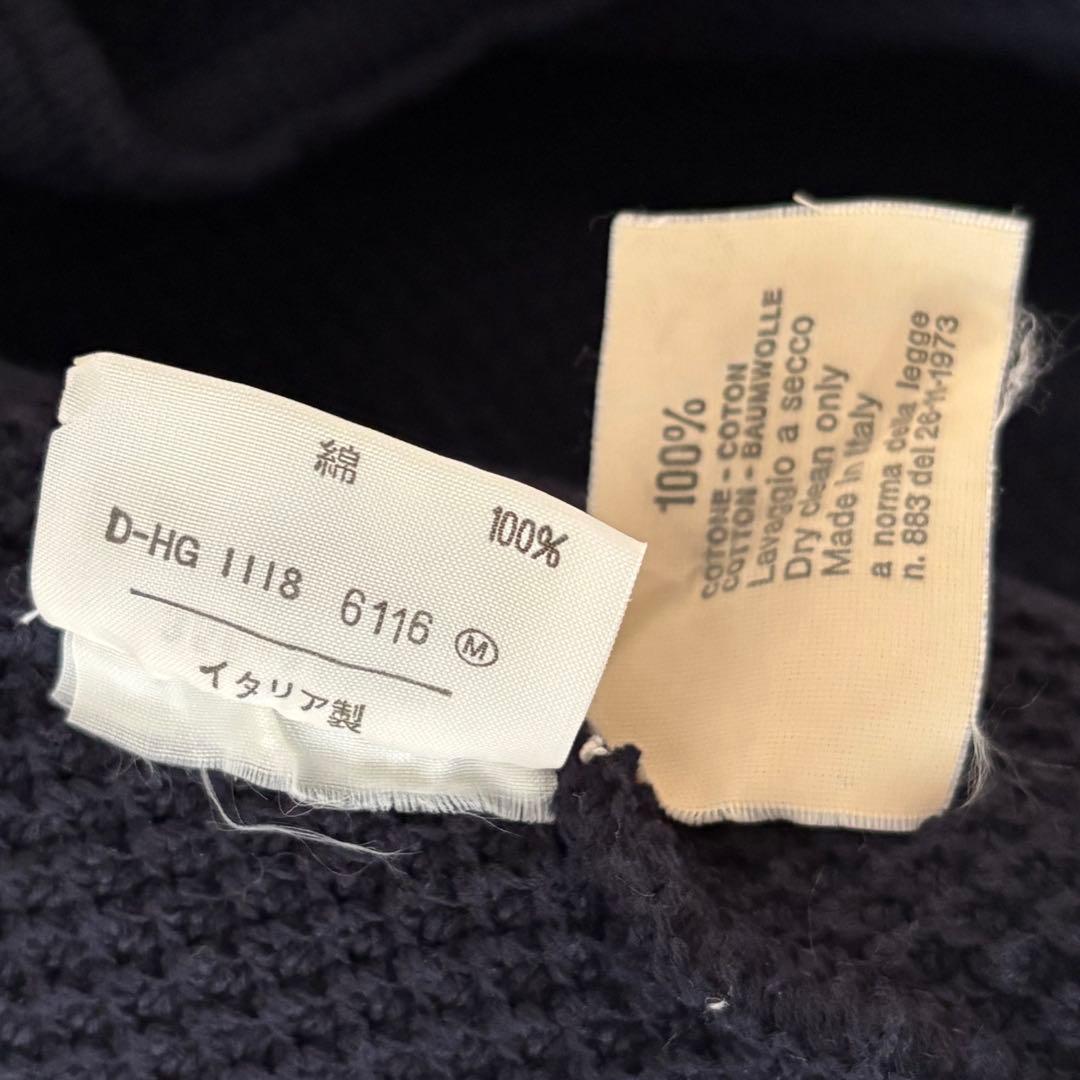 綿
100%
D-HG 1118 6116 M
イタリア製
100%
COTONE - COTON
COTTON - BAUMWOLLE
Lavaggio a secco
Dry clean only
Made in Italy
a norma della legge
n. 883 del 26-11-1973